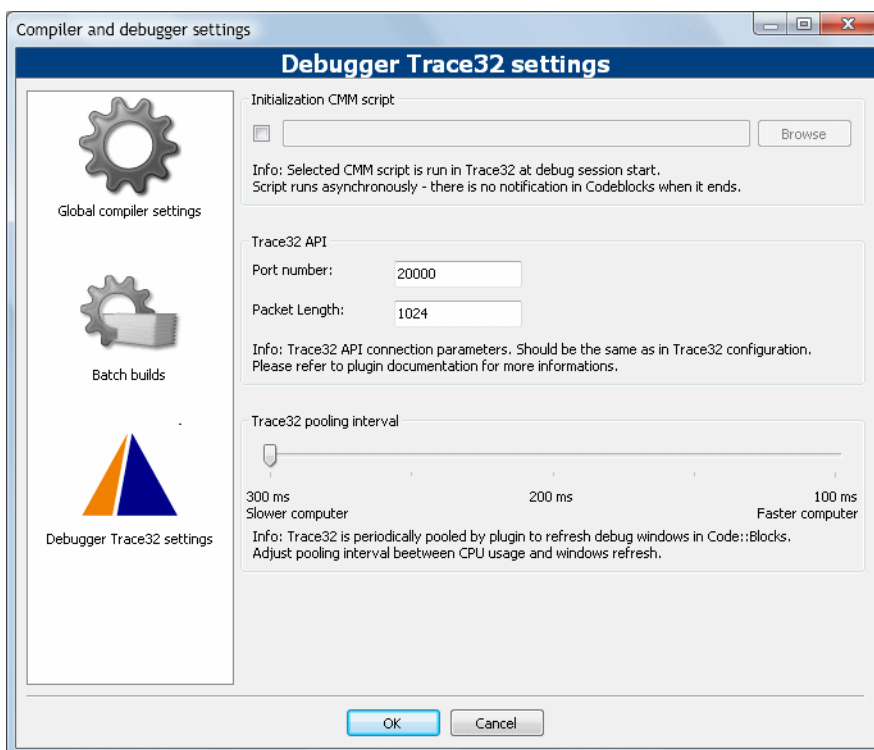 Compiler and debugger settings
Debugger Trace32 settings
Global compiler settings
Batch builds
Debugger Trace32 settings
Initialization CMM script
Browse
Info: Selected CMM script is run in Trace32 at debug session start.
Script runs asynchronously - there is no notification in Codeblocks when it ends.
Trace32 API
Port number: 20000
Packet Length: 1024
Info: Trace32 API connection parameters. Should be the same as in Trace32 configuration.
Please refer to plugin documentation for more informations.
Trace32 pooling interval
300 ms 200 ms 100 ms
Slower computer Faster computer
Info: Trace32 is periodically pooled by plugin to refresh debug windows in Code::Blocks.
Adjust pooling interval beetween CPU usage and windows refresh.
OK Cancel